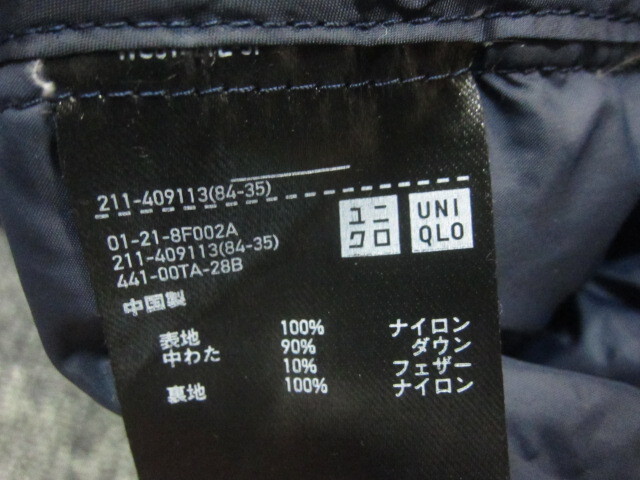 211-409113(84-35)
01-21-8F002A
211-409113(84-35)
441-00TA-28B
中国製
ユニ
クロ
UNI
QLO
表地 100% ナイロン
中わた 90% ダウン
10% フェザー
裏地 100% ナイロン